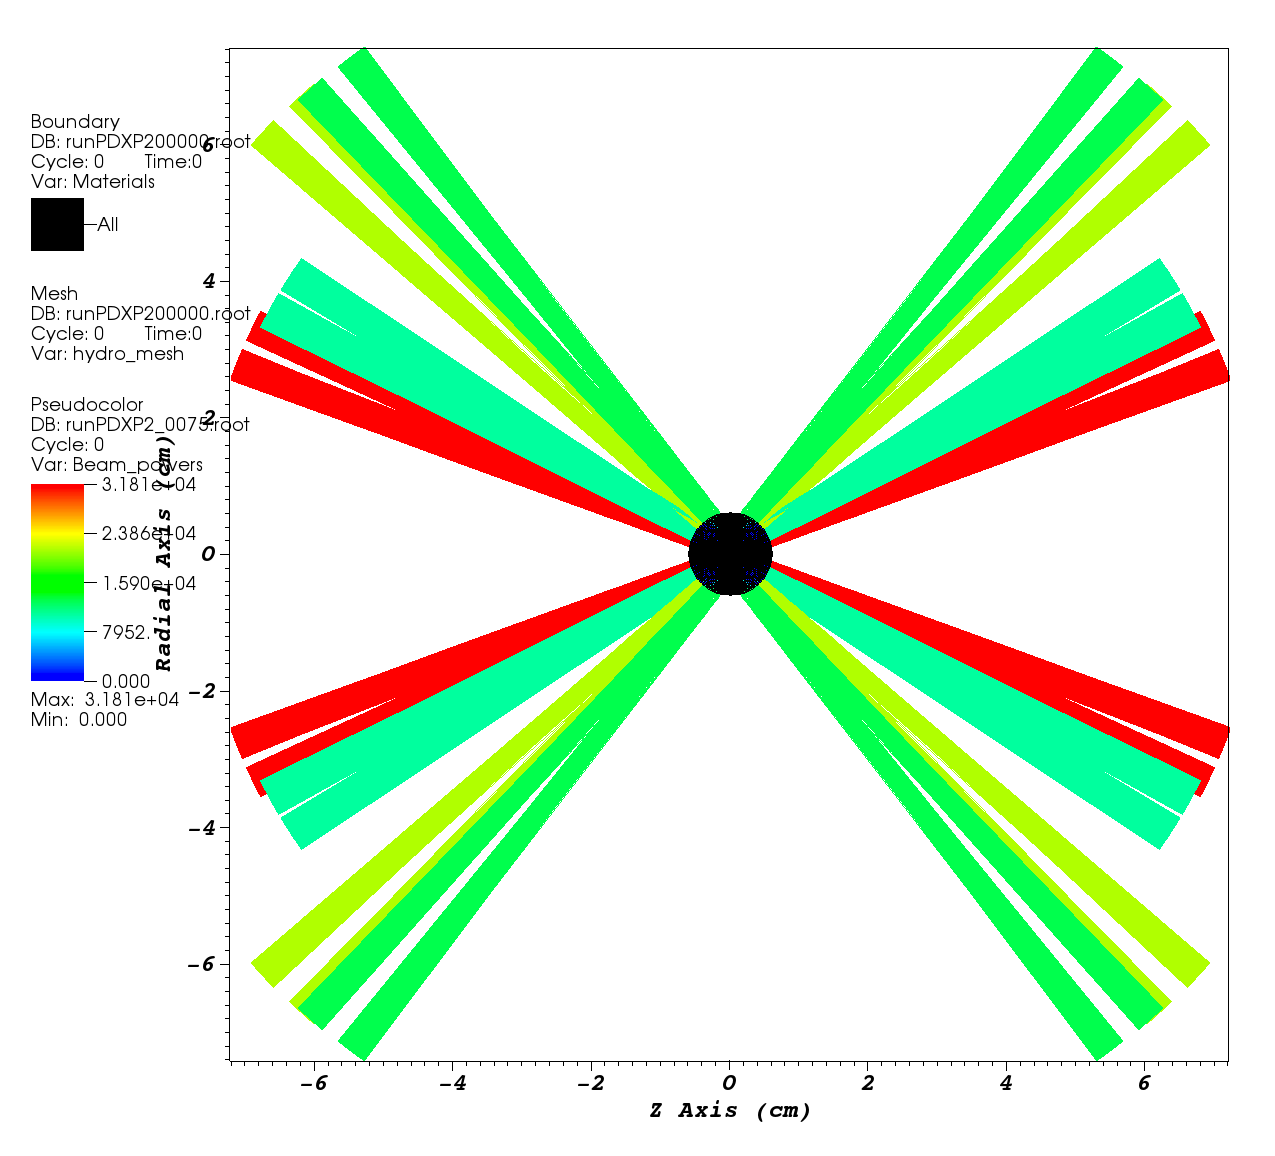 Boundary
DB: runPDXP200000.root
Cycle: 0 Time:0
Var: Materials
All
Mesh
DB: runPDXP200000.root
Cycle: 0 Time:0
Var: hydro_mesh
Pseudocolor
DB: runPDXP2_0075.root
Cycle: 0
Var: Beam_powers
3.181e+04
2.386e+04
1.590e+04
7952.
0.000
Max: 3.181e+04
Min: 0.000
Radial Axis (cm)
6
4
2
0
-2
-4
-6
-6 -4 -2 0 2 4 6
Z Axis (cm)